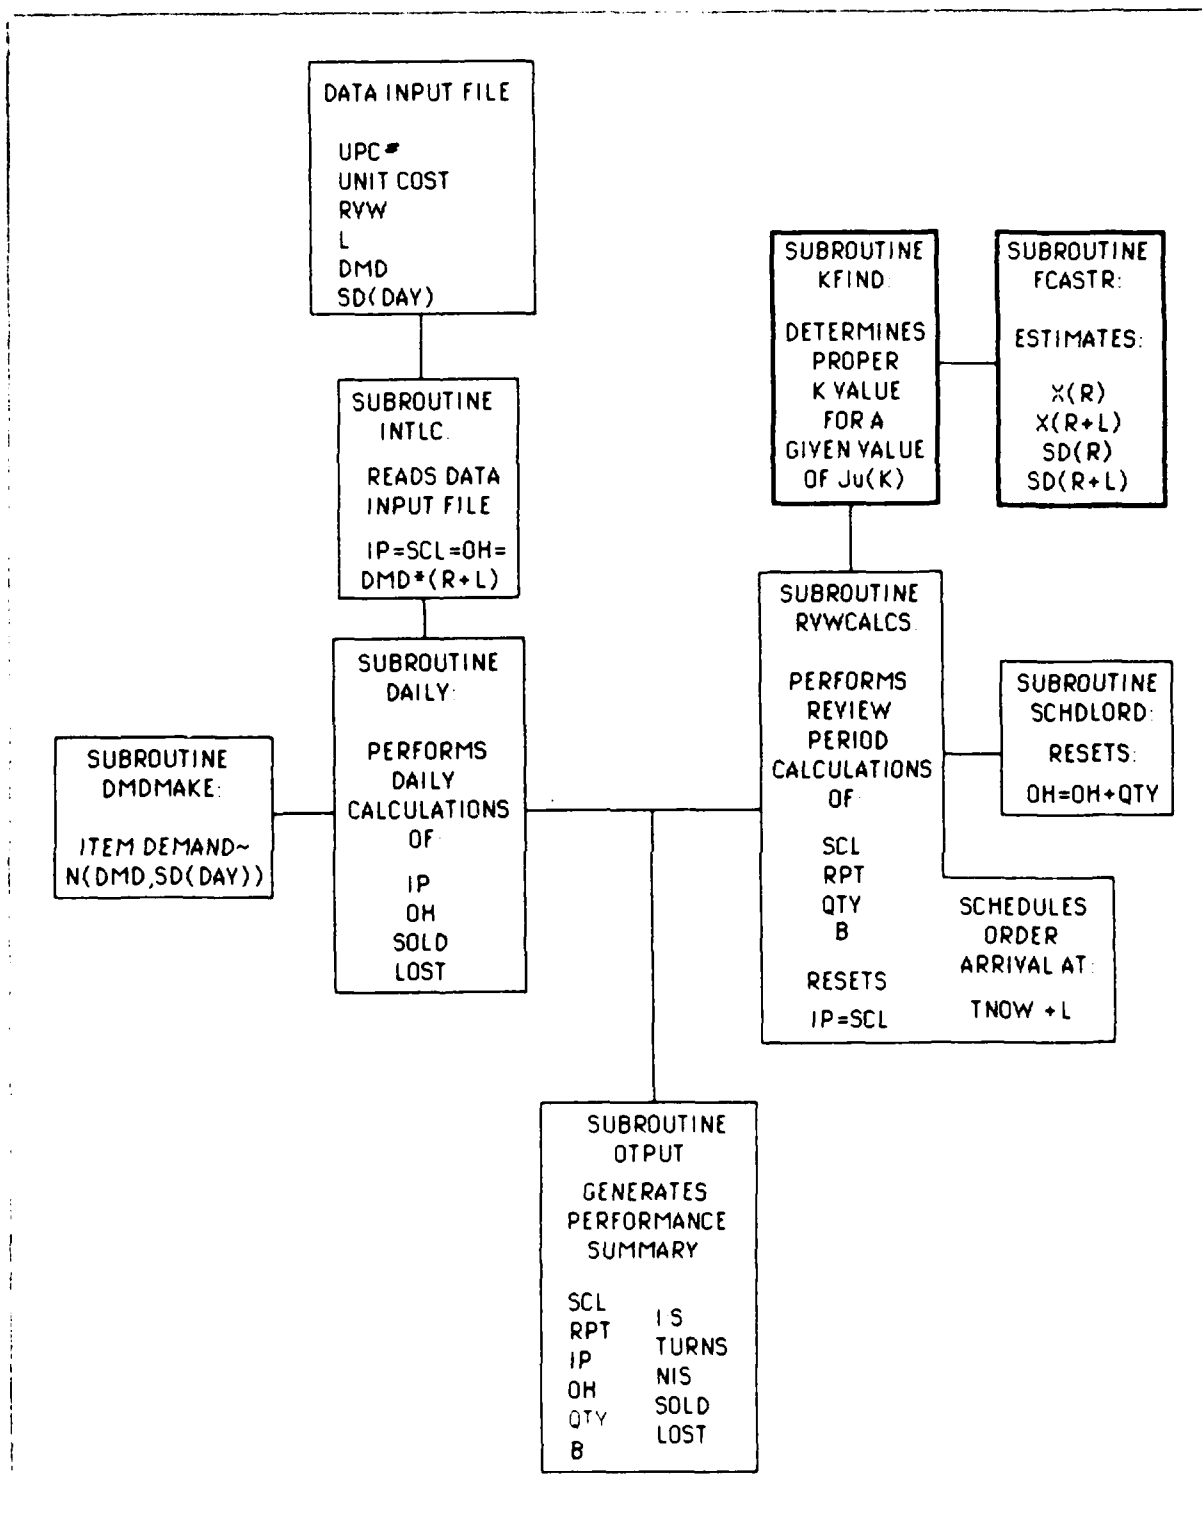 DATA INPUT FILE
UPC#
UNIT COST
RVW
L
DMD
SD(DAY)
SUBROUTINE
INTLC.
READS DATA
INPUT FILE
IP=SCL=OH=
DMD*(R+L)
SUBROUTINE
DAILY:
PERFORMS
DAILY
CALCULATIONS
OF:
IP
OH
SOLD
LOST
SUBROUTINE
DMDMAKE:
ITEM DEMAND~
N(DMD,SD(DAY))
SUBROUTINE
KFIND:
DETERMINES
PROPER
K VALUE
FOR A
GIVEN VALUE
OF Ju(K)
SUBROUTINE
FCASTR:
ESTIMATES:
X(R)
X(R+L)
SD(R)
SD(R+L)
SUBROUTINE
RVWCALCS
PERFORMS
REVIEW
PERIOD
CALCULATIONS
OF:
SCL
RPT
QTY
B
RESETS
IP=SCL
SCHEDULES
ORDER
ARRIVAL AT:
TNOW +L
SUBROUTINE
SCHDLORD:
RESETS:
OH=OH+QTY
SUBROUTINE
OTPUT
GENERATES
PERFORMANCE
SUMMARY
SCL
RPT
IP
OH
QTY
B
IS
TURNS
NIS
SOLD
LOST